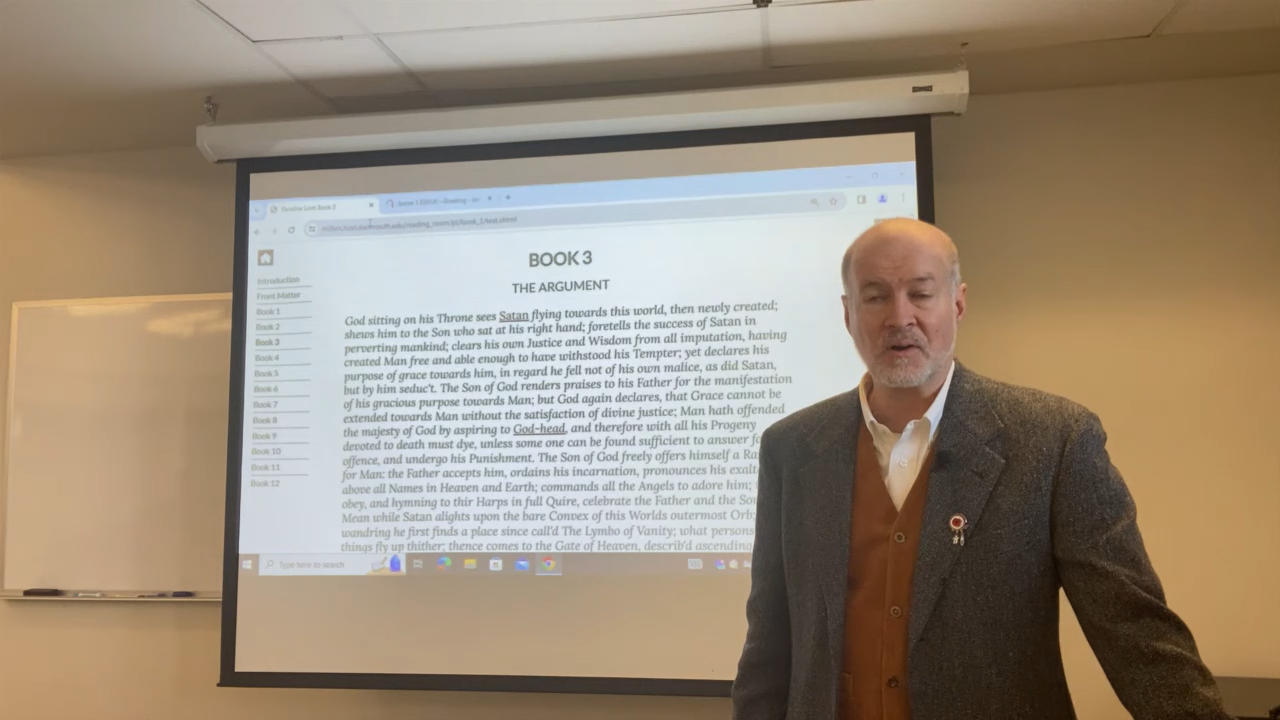 Paradise Lost: Book 3
BOOK 3
THE ARGUMENT
Introduction
Front Matter
Book 1
Book 2
Book 3
Book 4
Book 5
Book 6
Book 7
Book 8
Book 9
Book 10
Book 11
Book 12
God sitting on his Throne sees Satan flying towards this world, then newly created;
shews him to the Son who sat at his right hand; foretells the success of Satan in
perverting mankind; clears his own Justice and Wisdom from all imputation, having
created Man free and able enough to have withstood his Tempter; yet declares his
purpose of grace towards him, in regard he fell not of his own malice, as did Satan,
but by him seduc't. The Son of God renders praises to his Father for the manifestation
of his gracious purpose towards Man; but God again declares, that Grace cannot be
extended towards Man without the satisfaction of divine justice; Man hath offended
the majesty of God by aspiring to God-head, and therefore with all his Progeny
devoted to death must dye, unless some one can be found sufficient to answer fo
offence, and undergo his Punishment. The Son of God freely offers himself a Ra
for Man: the Father accepts him, ordains his incarnation, pronounces his exalt
above all Names in Heaven and Earth; commands all the Angels to adore him;
obey, and hymning to thir Harps in full Quire, celebrate the Father and the So
Mean while Satan alights upon the bare Convex of this Worlds outermost Orb;
wandring he first finds a place since call'd The Lymbo of Vanity; what persons
things fly up thither; thence comes to the Gate of Heaven, describ'd ascending
Type here to search